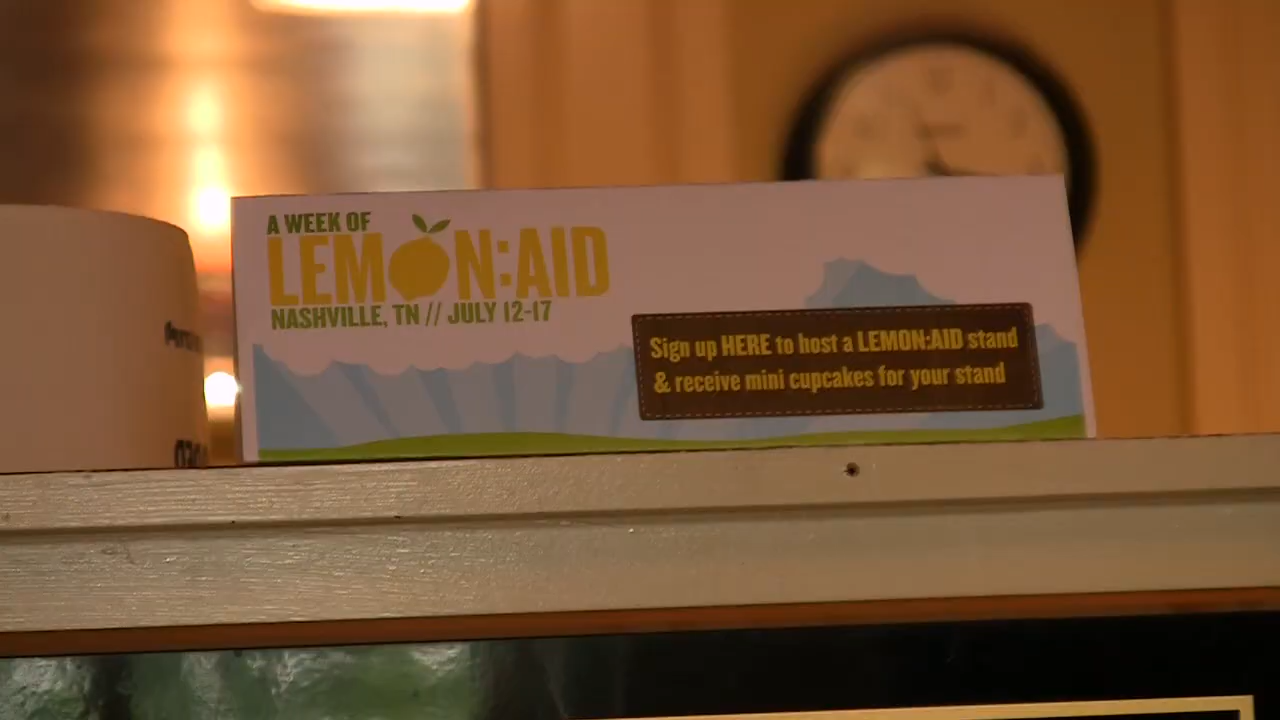 A WEEK OF
LEMON:AID
NASHVILLE, TN // JULY 12-17
Sign up HERE to host a LEMON:AID stand
& receive mini cupcakes for your stand